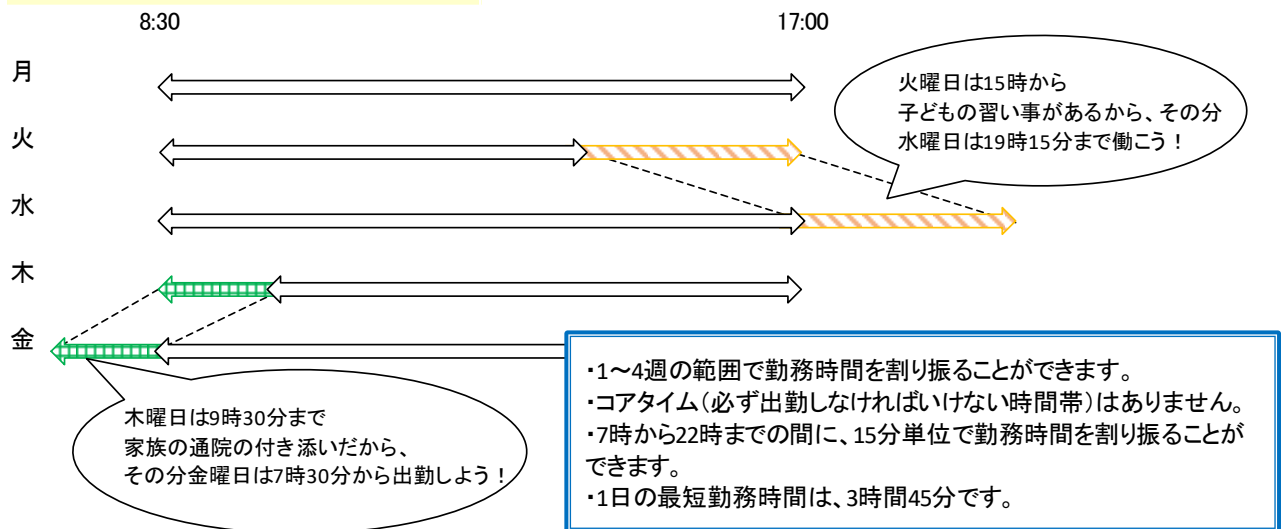 8:30 17:00
月
火曜日は15時から
子どもの習い事があるから、その分
水曜日は19時15分まで働こう！
火
水
木
金
木曜日は9時30分まで
家族の通院の付き添いだから、
その分金曜日は7時30分から出勤しよう！
・1～4週の範囲で勤務時間を割り振ることができます。
・コアタイム（必ず出勤しなければいけない時間帯）はありません。
・7時から22時までの間に、15分単位で勤務時間を割り振ることが
できます。
・1日の最短勤務時間は、3時間45分です。